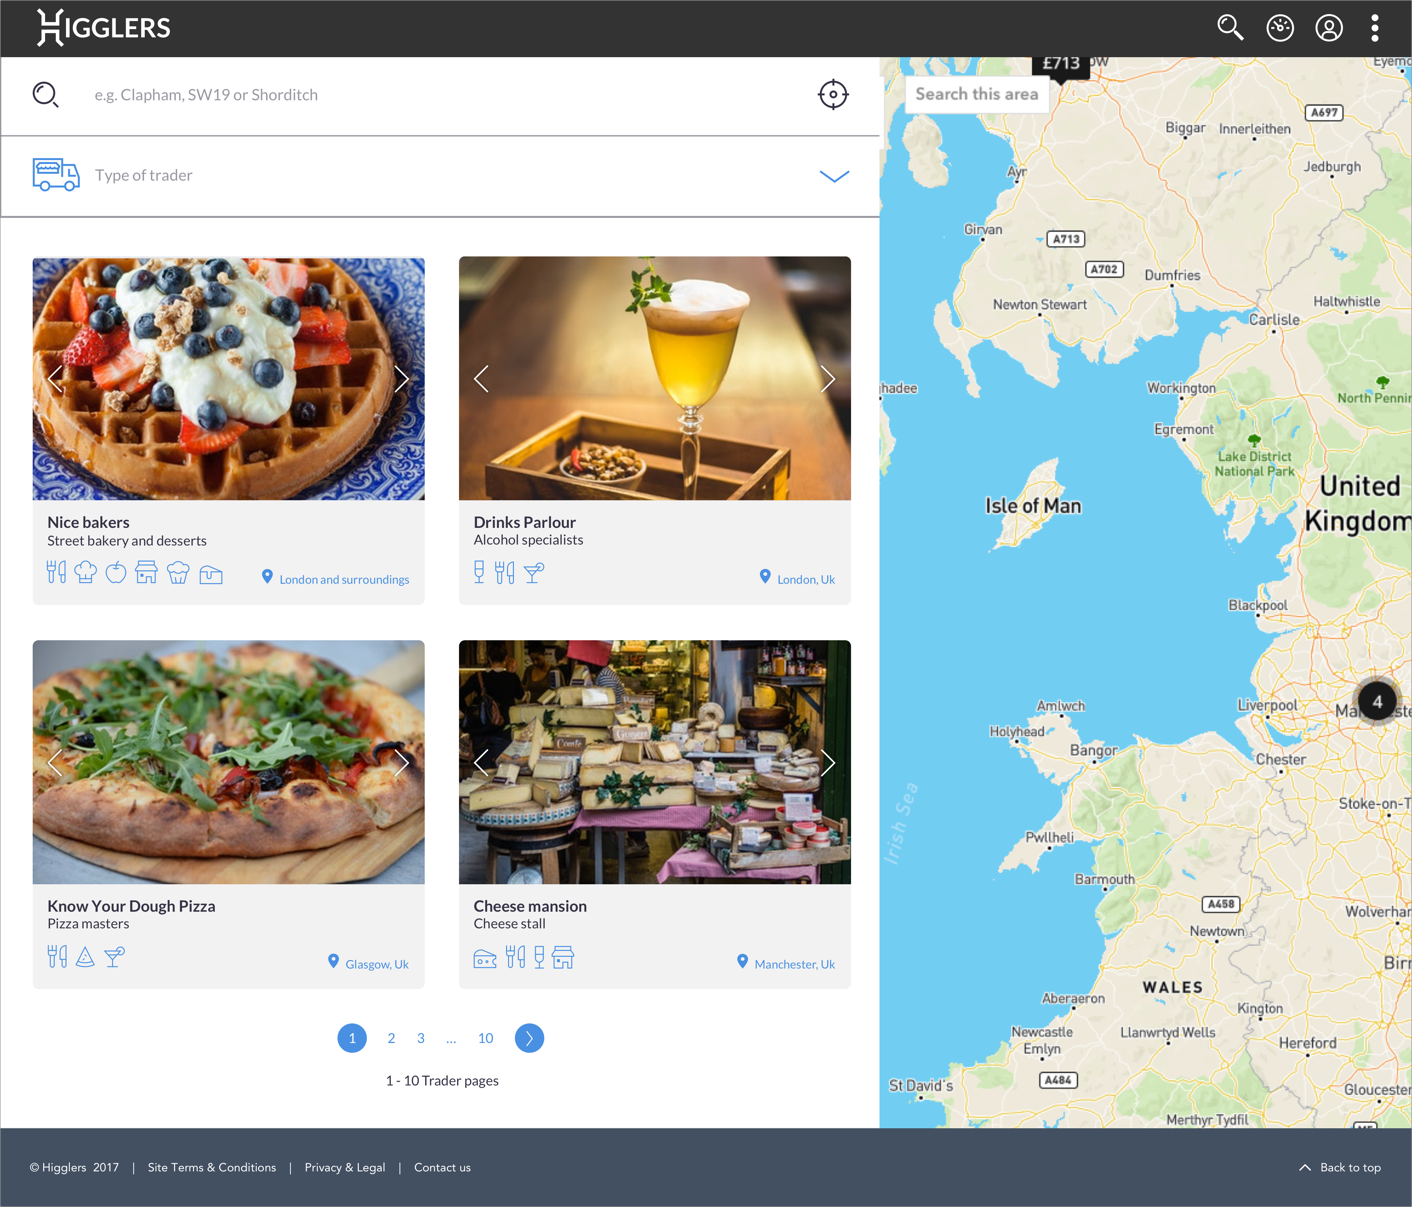 HIGGLERS
e.g. Clapham, SW19 or Shorditch
Type of trader
Nice bakers
Street bakery and desserts
London and surroundings
Drinks Parlour
Alcohol specialists
London, Uk
Know Your Dough Pizza
Pizza masters
Glasgow, Uk
Comté
Cheese mansion
Cheese stall
Manchester, Uk
1 2 3 ... 10
1 - 10 Trader pages
£713
Search this area
Eyem
A697
Biggar
Innerleithen
Jedburgh
Ayr
Girvan
A713
A702
Dumfries
Newton Stewart
Haltwhistle
Carlisle
hadee
Workington
North Pennin
Egremont
Lake District
National Park
United
Kingdom
Isle of Man
Blackpool
Amlwch
Liverpool
4
Holyhead
Bangor
Chester
Irish Sea
Stoke-on-T
Pwllheli
Barmouth
A458
Wolverha
Newtown
Birr
WALES
Aberaeron
Kington
Newcastle
Emlyn
Llanwrtyd Wells
Hereford
A484
St David's
Gloucester
Merthyr Tydfil
© Higglers 2017 | Site Terms & Conditions | Privacy & Legal | Contact us
Back to top